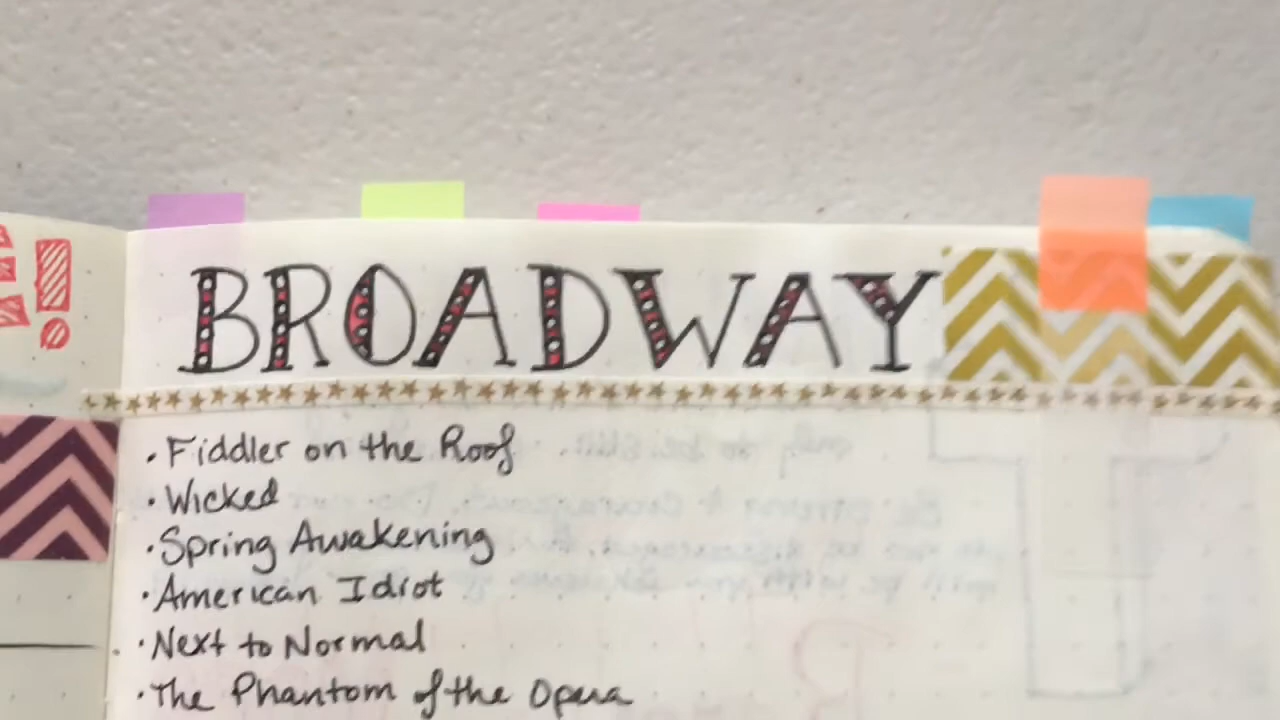 BROADWAY
• Fiddler on the Roof
• Wicked
• Spring Awakening
• American Idiot
• Next to Normal
• The Phantom of the Opera